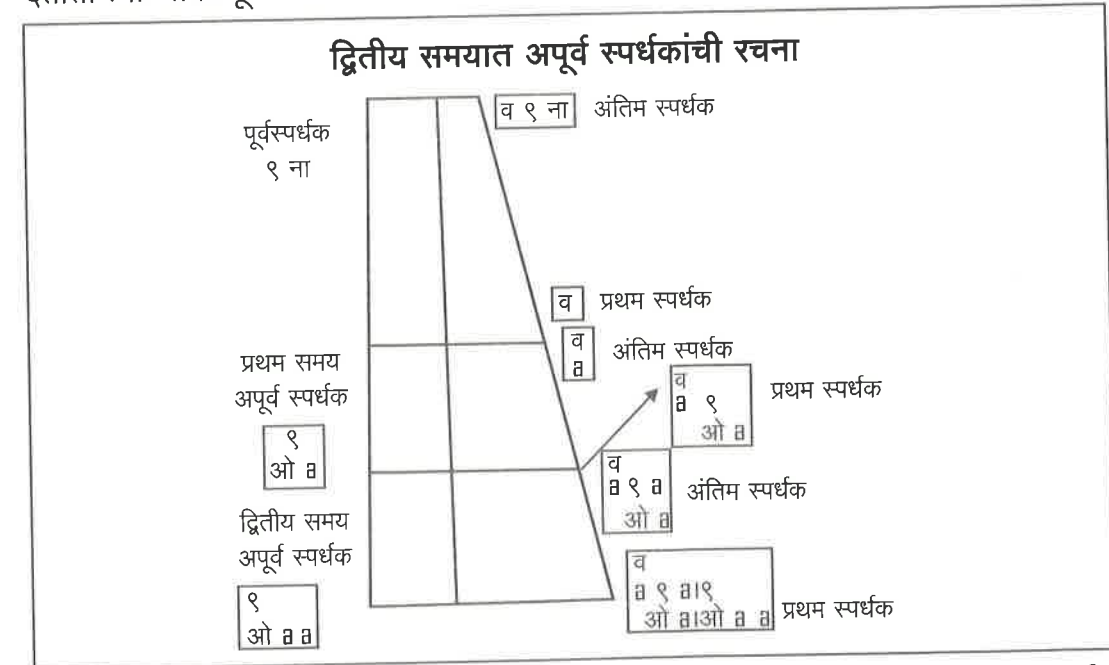 द्वितीय समयात अपूर्व स्पर्धकांची रचना
व ९ ना अंतिम स्पर्धक
पूर्वस्पर्धक
९ ना
व प्रथम स्पर्धक
व
a
अंतिम स्पर्धक
प्रथम समय
अपूर्व स्पर्धक
९
ओ a
व
a ९
ओ a
प्रथम स्पर्धक
व
a ९ a
ओ a
अंतिम स्पर्धक
द्वितीय समय
अपूर्व स्पर्धक
९
ओ a a
व
a ९ a।९
ओ a।ओ a a
प्रथम स्पर्धक